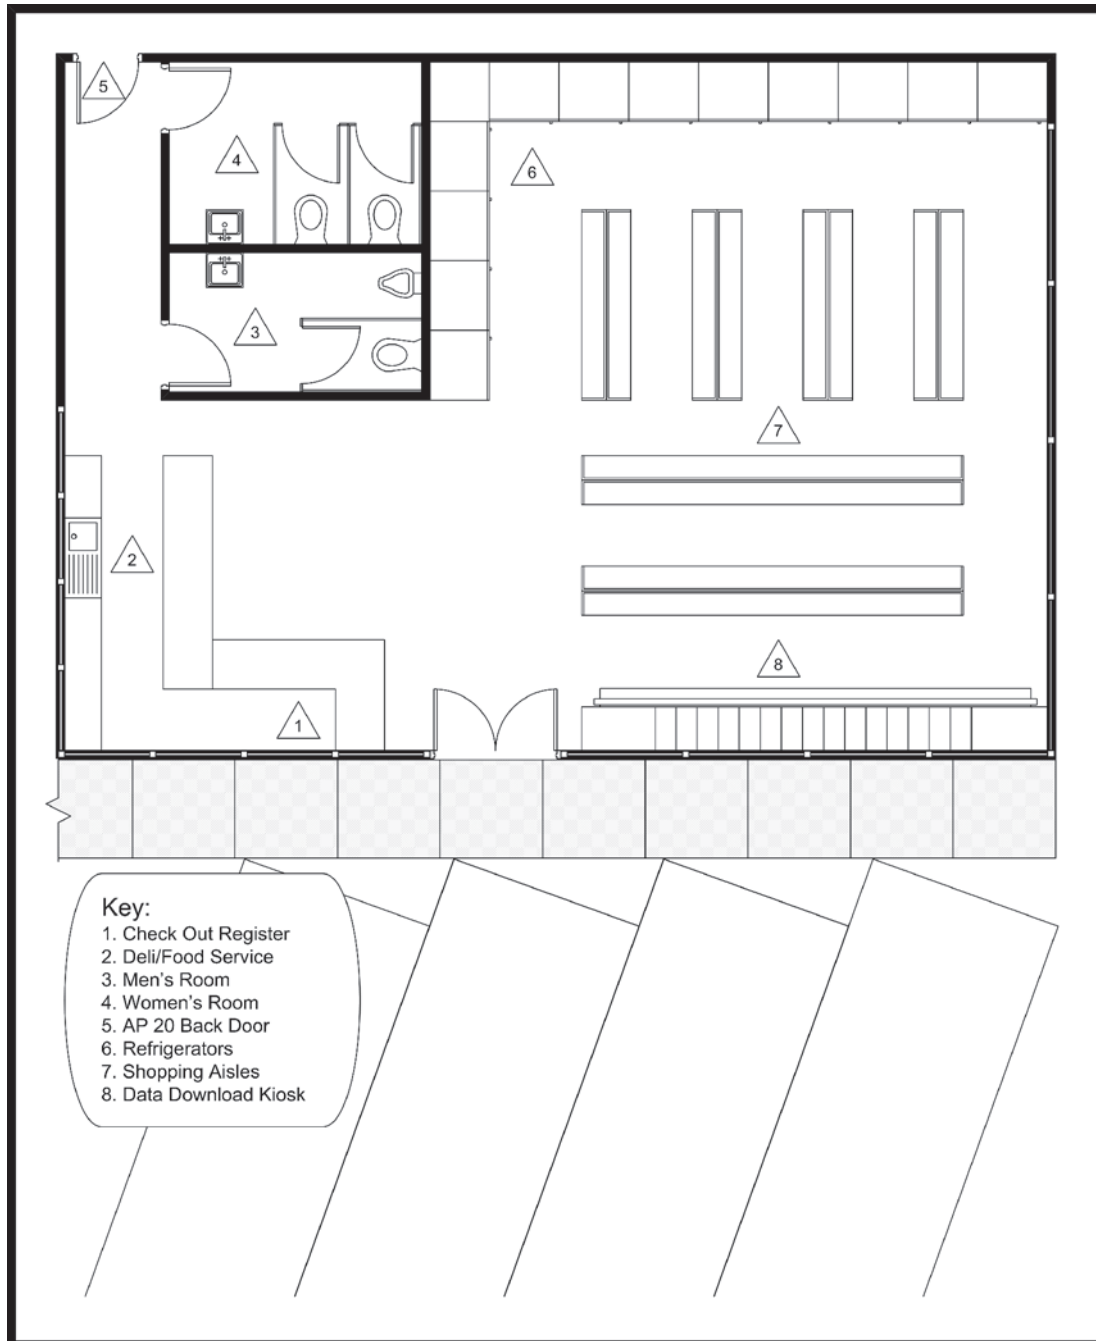 5
4
6
3
7
2
8
1
Key:
1. Check Out Register
2. Deli/Food Service
3. Men's Room
4. Women's Room
5. AP 20 Back Door
6. Refrigerators
7. Shopping Aisles
8. Data Download Kiosk